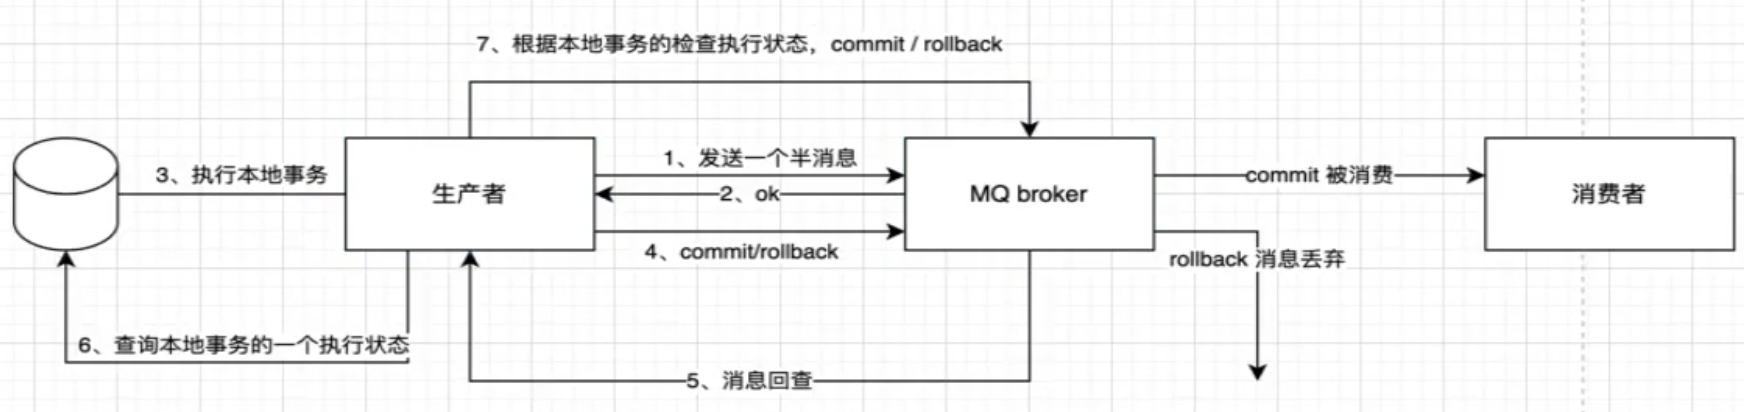 7、根据本地事务的检查执行状态，commit / rollback
3、执行本地事务
生产者
1、发送一个半消息
2、ok
4、commit/rollback
MQ broker
commit 被消费
rollback 消息丢弃
消费者
6、查询本地事务的一个执行状态
5、消息回查